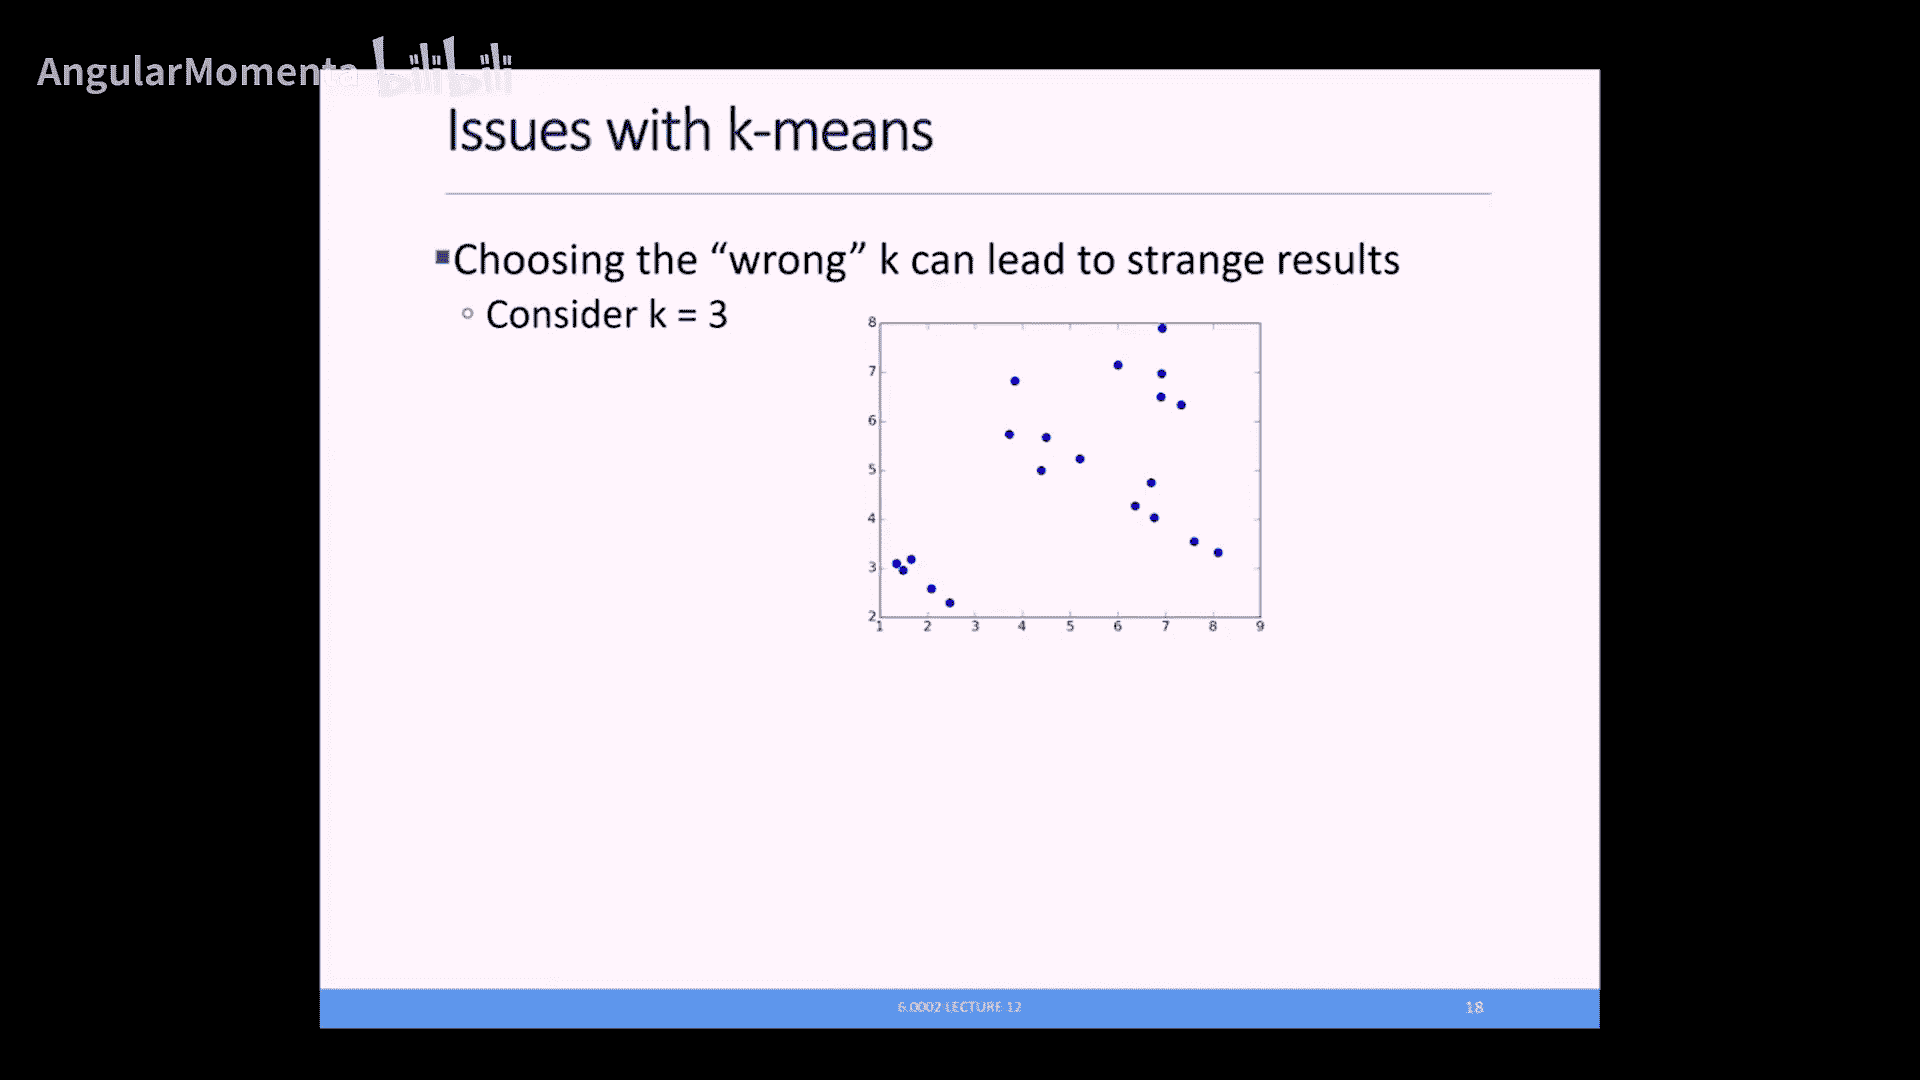 AngularMomenta bilibili
Issues with k-means
Choosing the “wrong” k can lead to strange results
Consider k = 3
8
7
6
5
4
3
2
1 2 3 4 5 6 7 8 9
6.0002 LECTURE 12
18